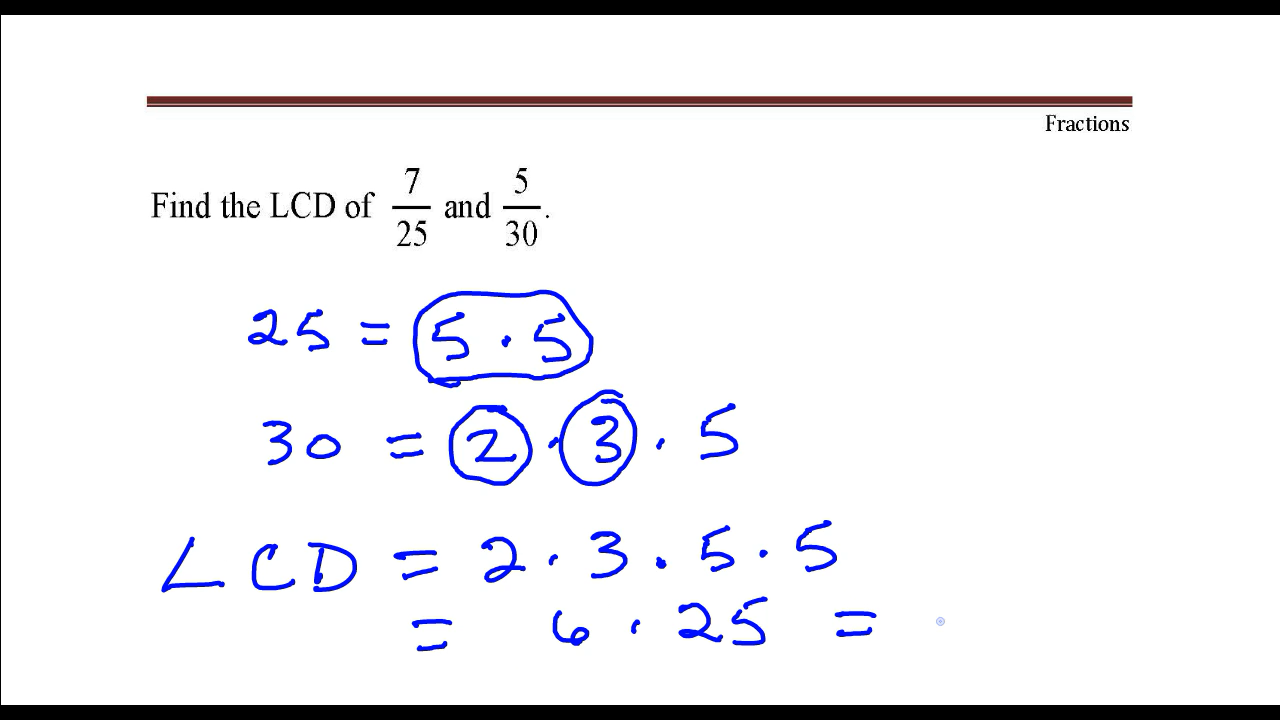 Fractions
Find the LCD of 7/25 and 5/30.
25 = 5 · 5
30 = 2 · 3 · 5
LCD = 2 · 3 · 5 · 5
= 6 · 25 =